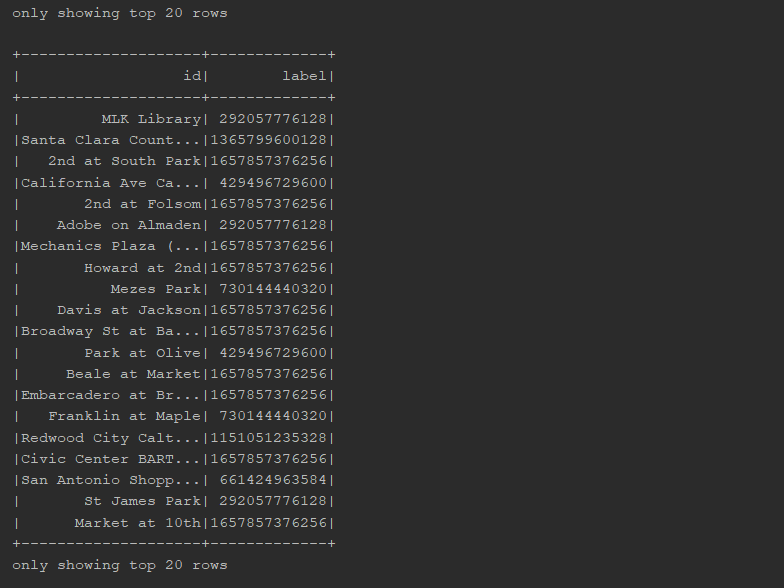 only showing top 20 rows
+--------------------+-------------+
|                  id|        label|
+--------------------+-------------+
|         MLK Library| 292057776128|
|Santa Clara Count...|1365799600128|
|   2nd at South Park|1657857376256|
|California Ave Ca...| 429496729600|
|       2nd at Folsom|1657857376256|
|    Adobe on Almaden| 292057776128|
|Mechanics Plaza (...|1657857376256|
|       Howard at 2nd|1657857376256|
|          Mezes Park| 730144440320|
|    Davis at Jackson|1657857376256|
|Broadway St at Ba...|1657857376256|
|       Park at Olive| 429496729600|
|     Beale at Market|1657857376256|
|Embarcadero at Br...|1657857376256|
|   Franklin at Maple| 730144440320|
|Redwood City Calt...|1151051235328|
|Civic Center BART...|1657857376256|
|San Antonio Shopp...| 661424963584|
|       St James Park| 292057776128|
|      Market at 10th|1657857376256|
+--------------------+-------------+
only showing top 20 rows